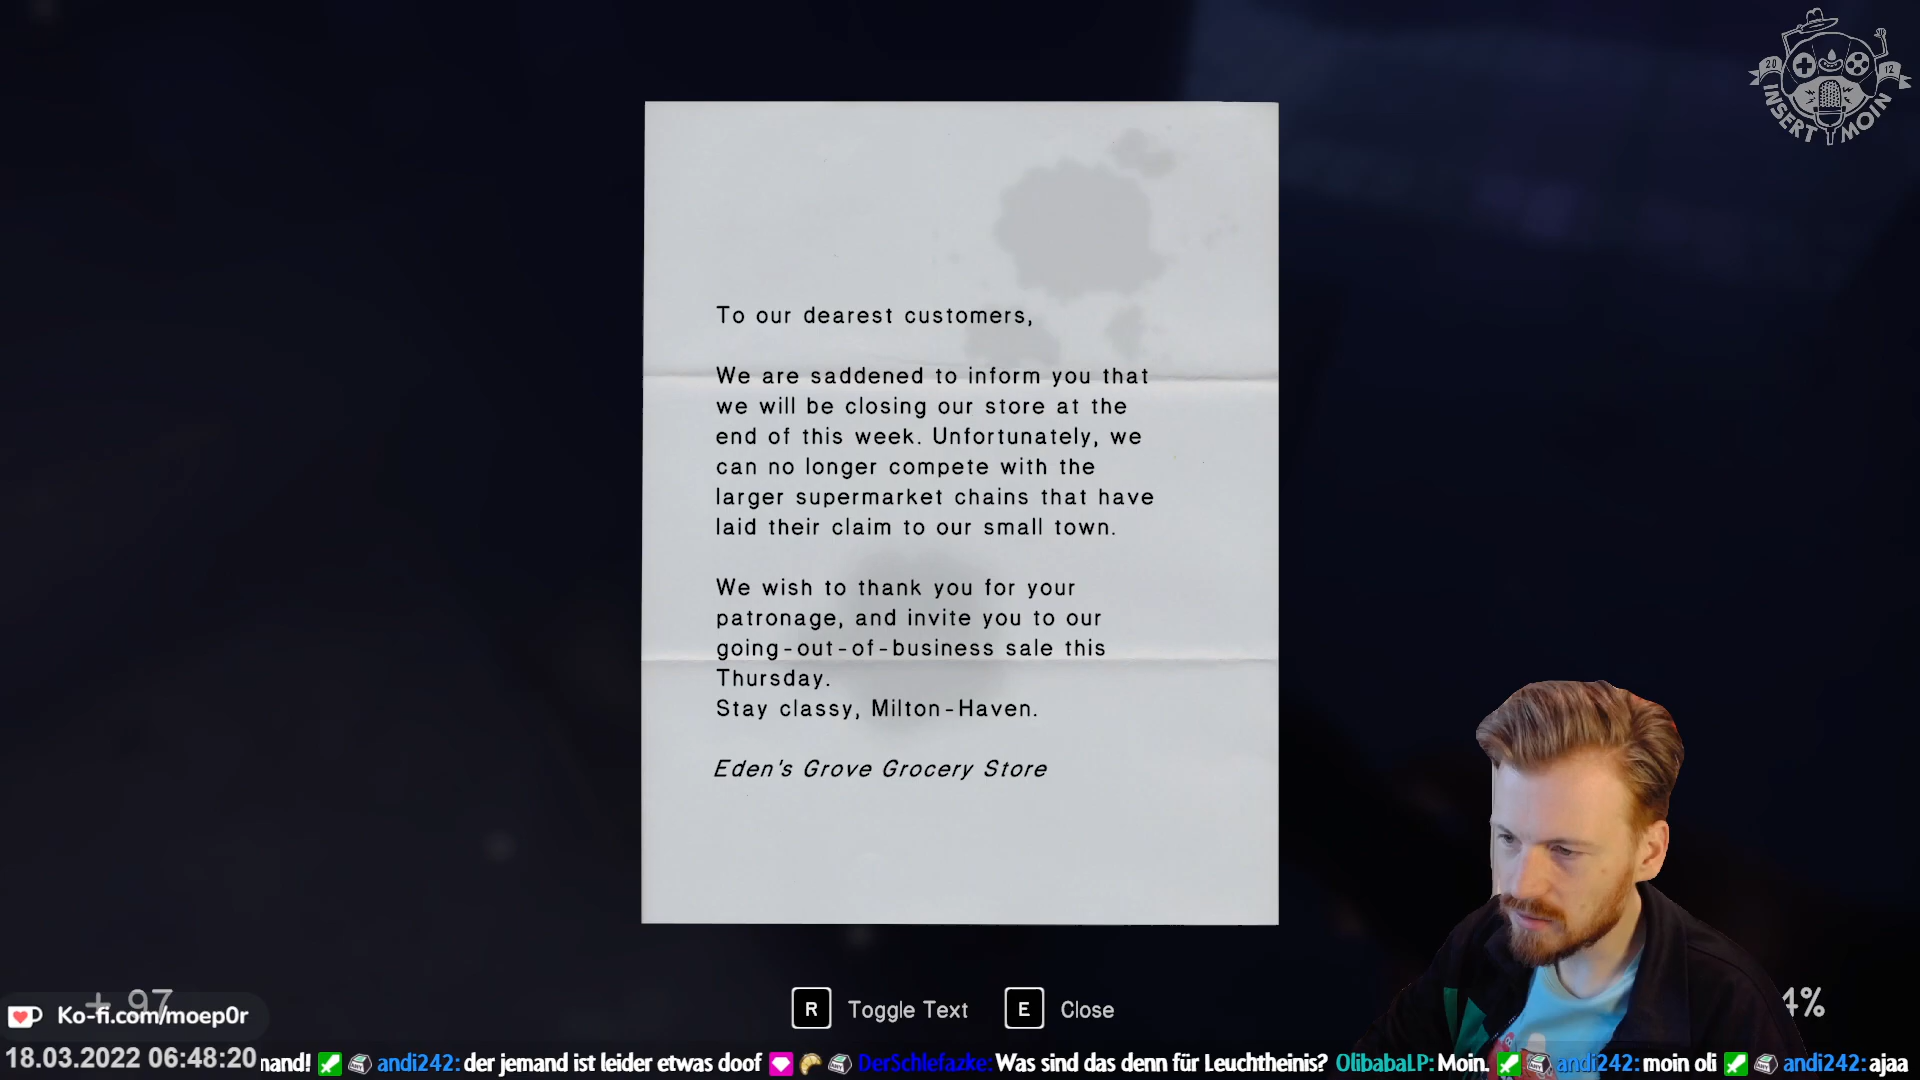 20 12
INSERT MOIN
To our dearest customers,
We are saddened to inform you that
we will be closing our store at the
end of this week. Unfortunately, we
can no longer compete with the
larger supermarket chains that have
laid their claim to our small town.
We wish to thank you for your
patronage, and invite you to our
going-out-of-business sale this
Thursday.
Stay classy, Milton-Haven.
Eden's Grove Grocery Store
+ 97
R Toggle Text E Close
4%
Ko-fi.com/moep0r
18.03.2022 06:48:20 nand! andi242: der jemand ist leider etwas doof DerSchlefazke: Was sind das denn für Leuchtheinis? OlibabaLP: Moin. andi242: moin oli andi242: ajaa